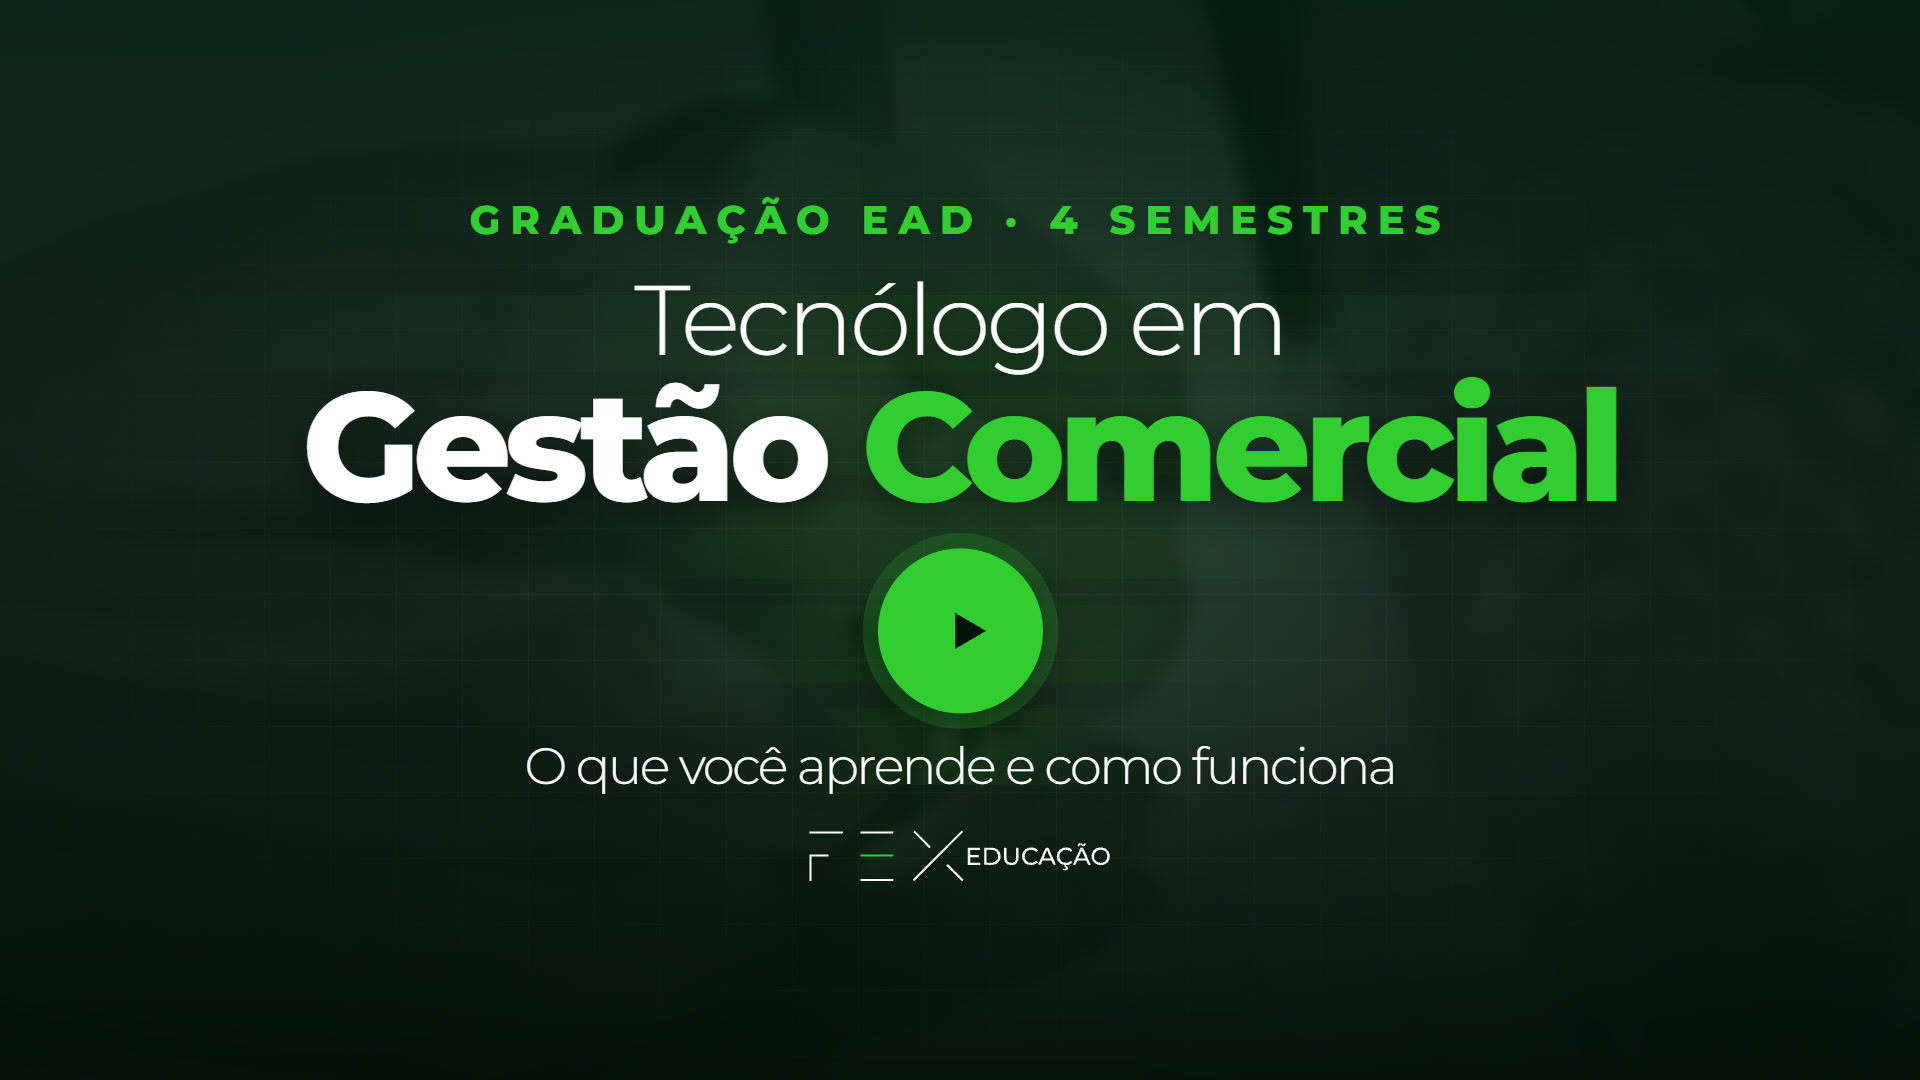 GRADUAÇÃO EAD • 4 SEMESTRES
Tecnólogo em
Gestão Comercial
O que você aprende e como funciona
FEX EDUCAÇÃO